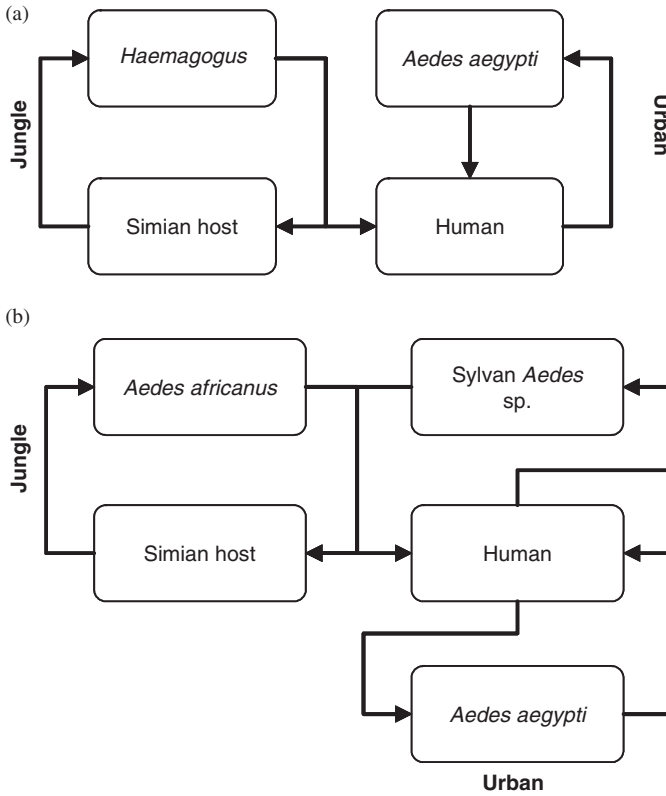 (a)
Haemagogus
Aedes aegypti
Jungle
Urban
Simian host
Human
(b)
Aedes africanus
Sylvan Aedes
sp.
Jungle
Simian host
Human
Aedes aegypti
Urban